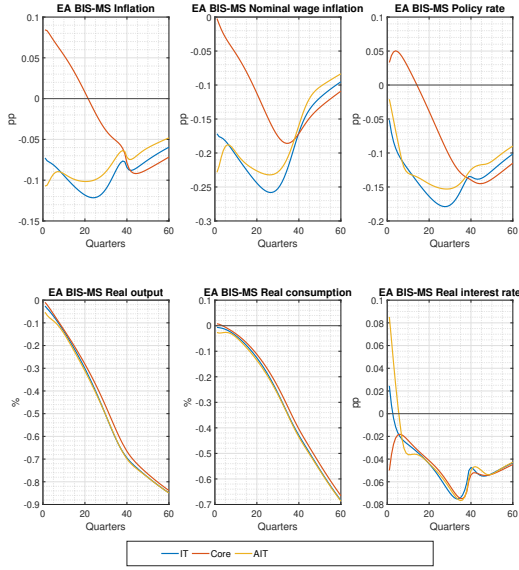 EA BIS-MS Inflation EA BIS-MS Nominal wage inflation EA BIS-MS Policy rate
0.1 0 0.1
0.05 -0.05 0.05
0 -0.1 0
-0.05 -0.15 -0.05
-0.1 -0.2 -0.1
-0.15 -0.25 -0.15
-0.3 -0.2
pp pp pp
0 20 40 60 0 20 40 60 0 20 40 60
Quarters Quarters Quarters
EA BIS-MS Real output EA BIS-MS Real consumption EA BIS-MS Real interest rate
0 0.1 0.1
-0.1 0 0.08
-0.2 -0.1 0.06
-0.3 -0.2 0.04
-0.4 -0.3 0.02
-0.5 -0.4 0
-0.6 -0.5 -0.02
-0.7 -0.6 -0.04
-0.8 -0.7 -0.06
-0.9 -0.08
% % pp
0 20 40 60 0 20 40 60 0 20 40 60
Quarters Quarters Quarters
IT Core AIT